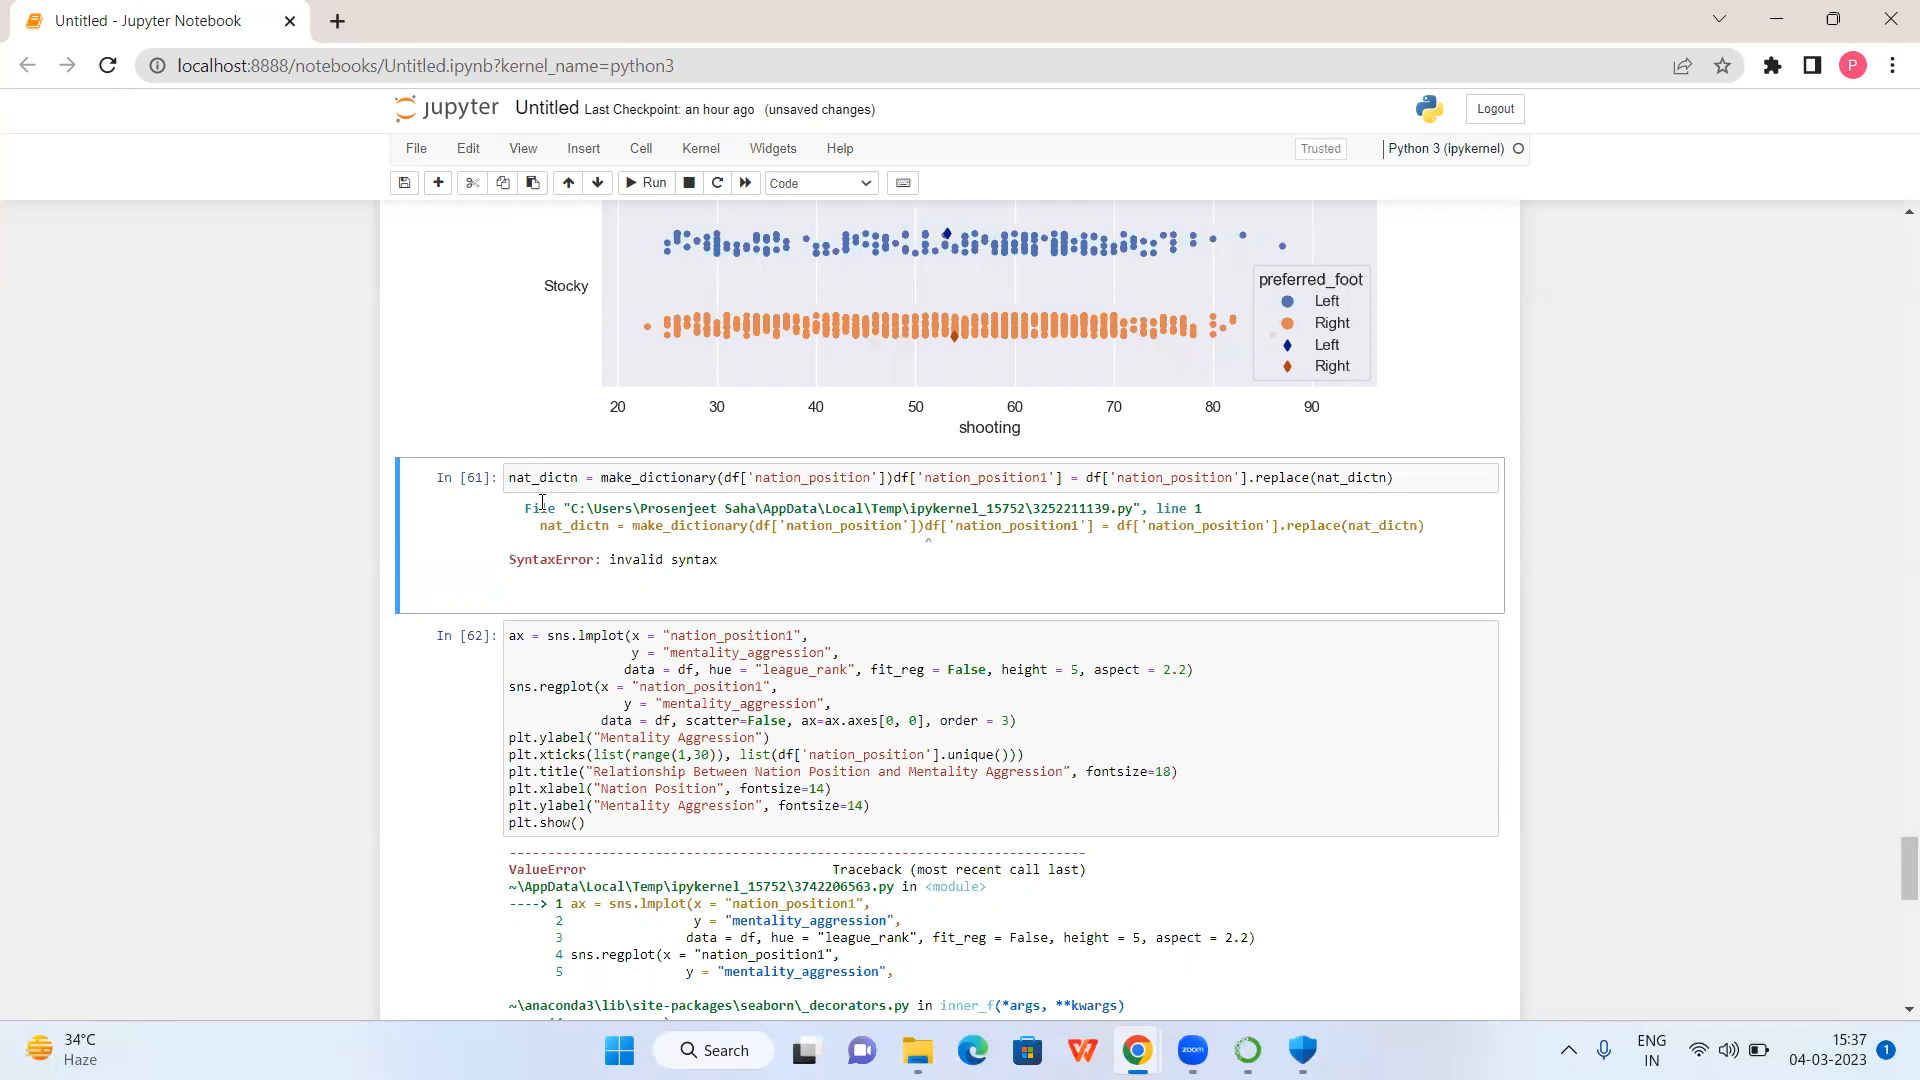 Untitled - Jupyter Notebook
localhost:8888/notebooks/Untitled.ipynb?kernel_name=python3
P
jupyter Untitled Last Checkpoint: an hour ago (unsaved changes)
Logout
File Edit View Insert Cell Kernel Widgets Help
Trusted
Python 3 (ipykernel)
Run
Code
Stocky
preferred_foot
Left
Right
Left
Right
20 30 40 50 60 70 80 90
shooting
In [61]: nat_dictn = make_dictionary(df['nation_position'])df['nation_position1'] = df['nation_position'].replace(nat_dictn)
File "C:\Users\Prosenjeet Saha\AppData\Local\Temp\ipykernel_15752\3252211139.py", line 1
nat_dictn = make_dictionary(df['nation_position'])df['nation_position1'] = df['nation_position'].replace(nat_dictn)
^
SyntaxError: invalid syntax
In [62]: ax = sns.lmplot(x = "nation_position1",
y = "mentality_aggression",
data = df, hue = "league_rank", fit_reg = False, height = 5, aspect = 2.2)
sns.regplot(x = "nation_position1",
y = "mentality_aggression",
data = df, scatter=False, ax=ax.axes[0, 0], order = 3)
plt.ylabel("Mentality Aggression")
plt.xticks(list(range(1,30)), list(df['nation_position'].unique()))
plt.title("Relationship Between Nation Position and Mentality Aggression", fontsize=18)
plt.xlabel("Nation Position", fontsize=14)
plt.ylabel("Mentality Aggression", fontsize=14)
plt.show()
---------------------------------------------------------------------------
ValueError Traceback (most recent call last)
~\AppData\Local\Temp\ipykernel_15752\3742206563.py in <module>
----> 1 ax = sns.lmplot(x = "nation_position1",
2 y = "mentality_aggression",
3 data = df, hue = "league_rank", fit_reg = False, height = 5, aspect = 2.2)
4 sns.regplot(x = "nation_position1",
5 y = "mentality_aggression",
~\anaconda3\lib\site-packages\seaborn\_decorators.py in inner_f(*args, **kwargs)
34°C
Haze
Search
zoom
ENG
IN
15:37
04-03-2023
1